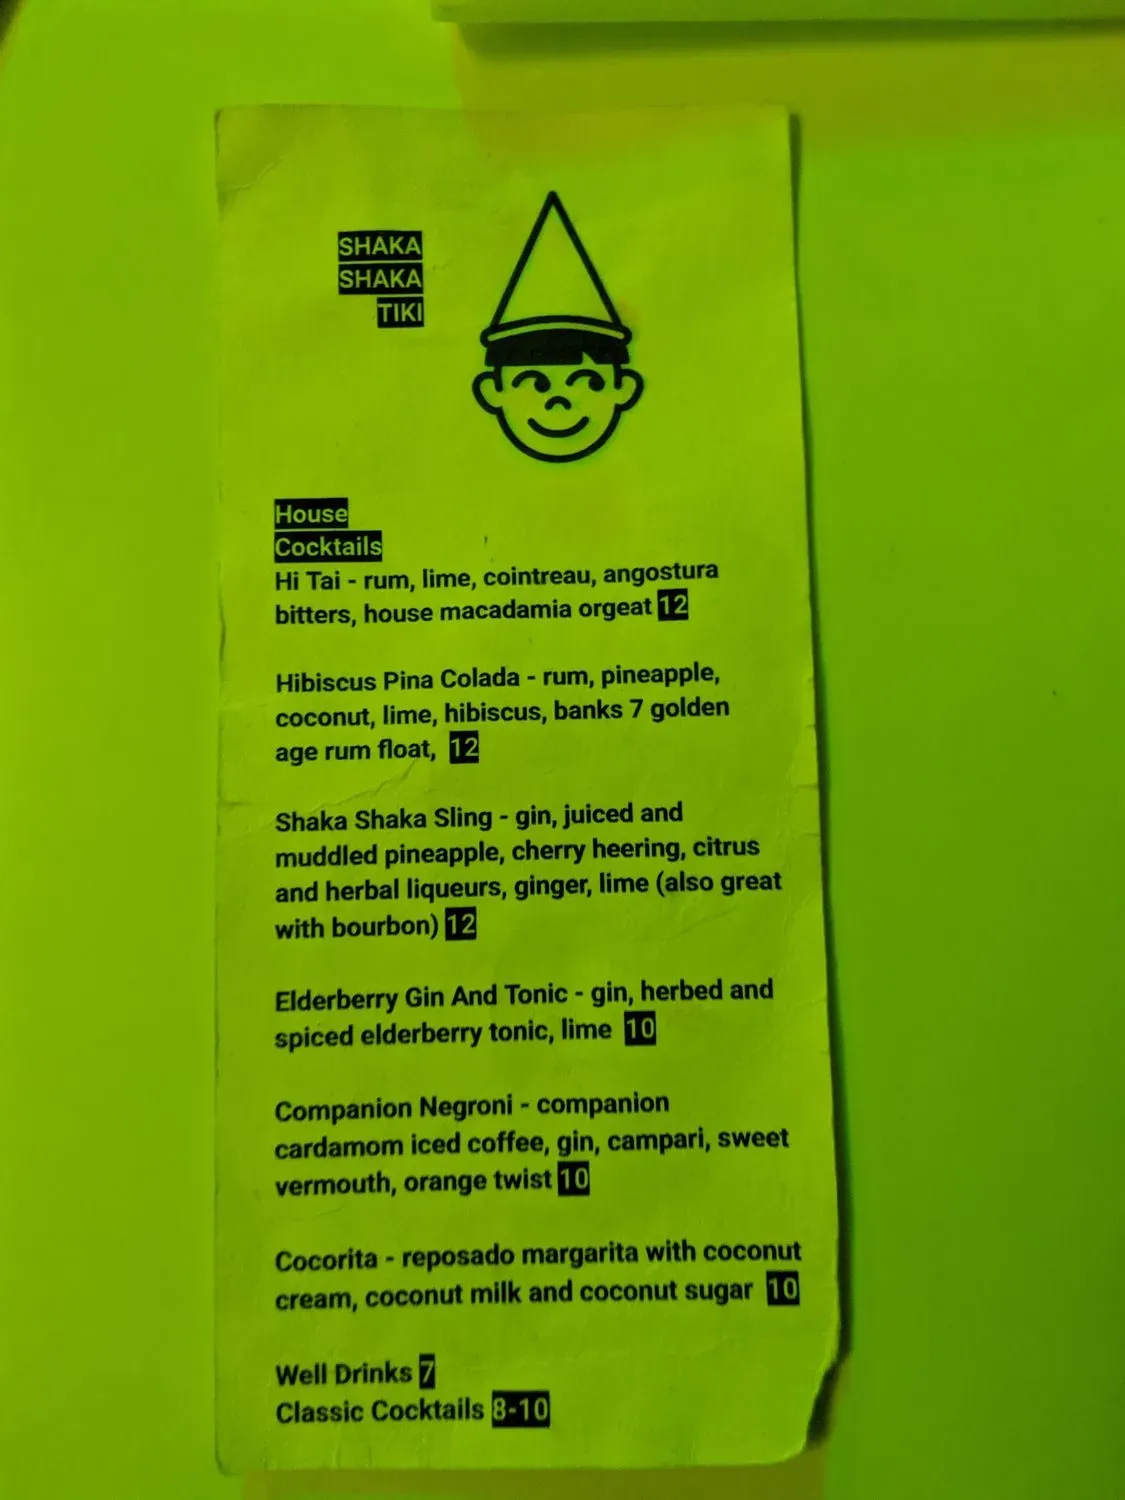 SHAKA
SHAKA
TIKI
House
Cocktails
Hi Tai - rum, lime, cointreau, angostura
bitters, house macadamia orgeat 12
Hibiscus Pina Colada - rum, pineapple,
coconut, lime, hibiscus, banks 7 golden
age rum float, 12
Shaka Shaka Sling - gin, juiced and
muddled pineapple, cherry heering, citrus
and herbal liqueurs, ginger, lime (also great
with bourbon) 12
Elderberry Gin And Tonic - gin, herbed and
spiced elderberry tonic, lime 10
Companion Negroni - companion
cardamom iced coffee, gin, campari, sweet
vermouth, orange twist 10
Cocorita - reposado margarita with coconut
cream, coconut milk and coconut sugar 10
Well Drinks 7
Classic Cocktails 8-10